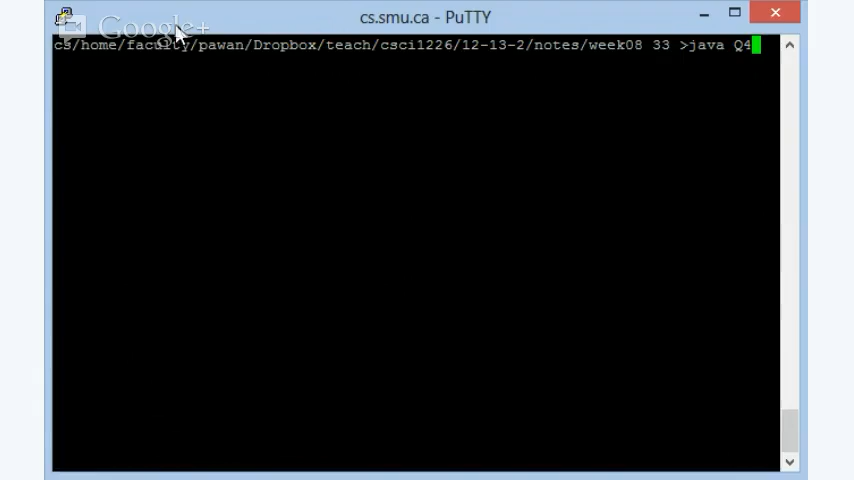 cs.smu.ca - PuTTY
Google+
cs/home/faculty/pawan/Dropbox/teach/csci1226/12-13-2/notes/week08 33 >java Q4